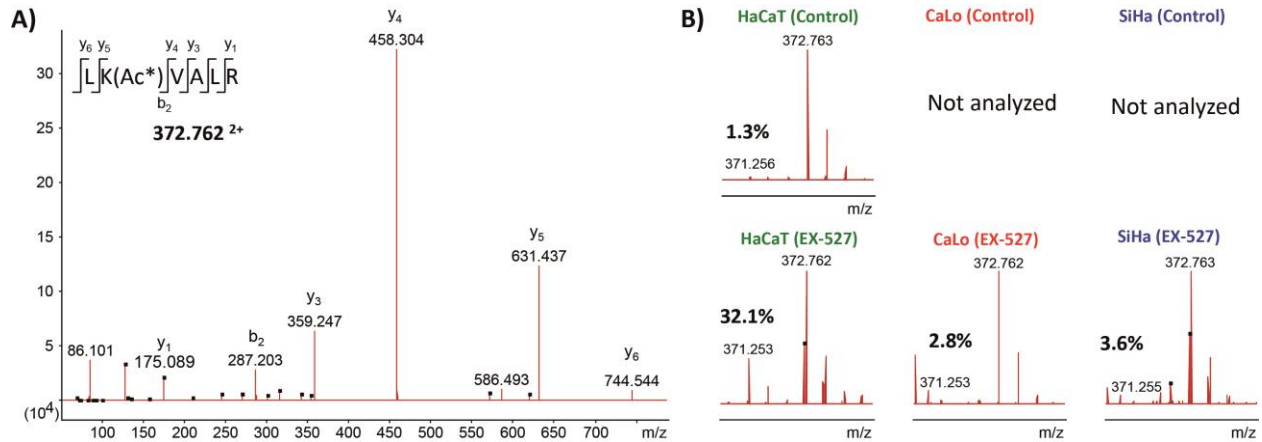 A)
y4
458.304
y6 y5 y4 y3 y1
LK(Ac*)VALR
b2
372.762 2+
30
25
20
15
10
5
4
(10^4)
y5
631.437
y3
359.247
b2
287.203
y1
175.089
86.101
586.493
y6
744.544
100 200 300 350 400 450 500 550 600 650 700 m/z
B)
HaCaT (Control) CaLo (Control) SiHa (Control)
372.763
1.3%
371.256
m/z
Not analyzed
Not analyzed
HaCaT (EX-527) CaLo (EX-527) SiHa (EX-527)
372.762
32.1%
371.253
m/z
372.762
2.8%
371.253
m/z
372.763
3.6%
371.255
m/z